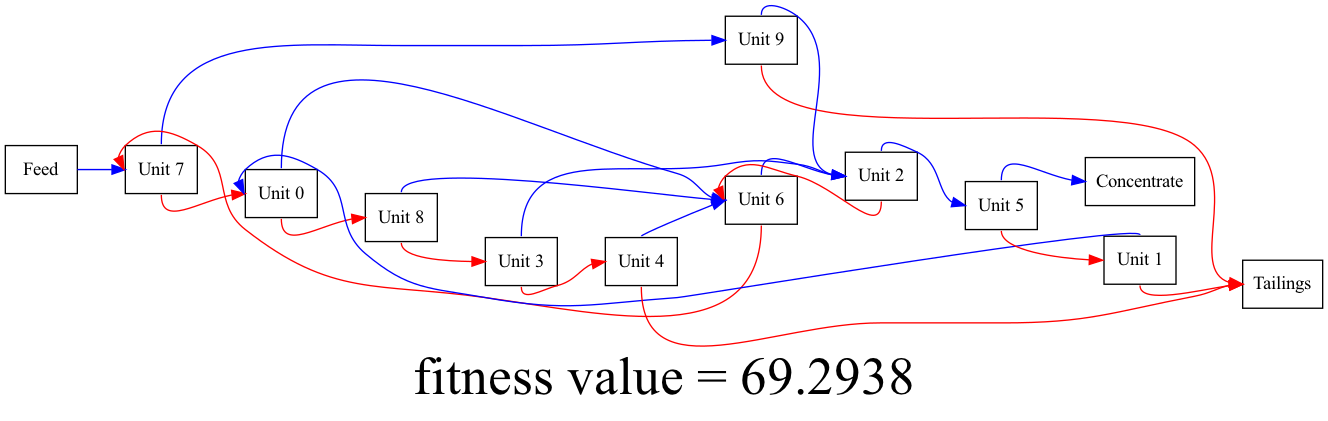 Unit 9
Feed
Unit 7
Unit 0
Unit 8
Unit 3
Unit 4
Unit 6
Unit 2
Unit 5
Concentrate
Unit 1
Tailings
fitness value = 69.2938